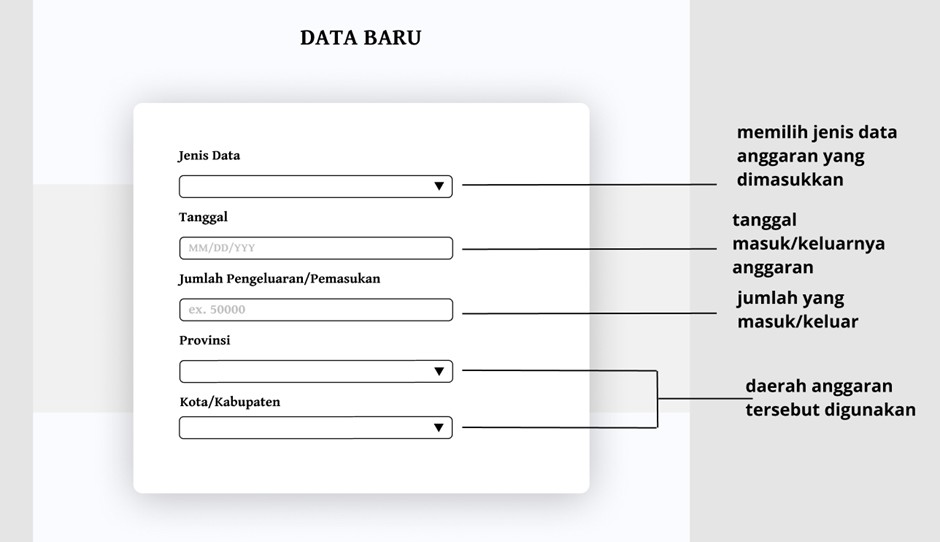 DATA BARU
Jenis Data
memilih jenis data
anggaran yang
dimasukkan
Tanggal
MM/DD/YYY
tanggal
masuk/keluarnya
anggaran
Jumlah Pengeluaran/Pemasukan
ex. 50000
jumlah yang
masuk/keluar
Provinsi
Kota/Kabupaten
daerah anggaran
tersebut digunakan